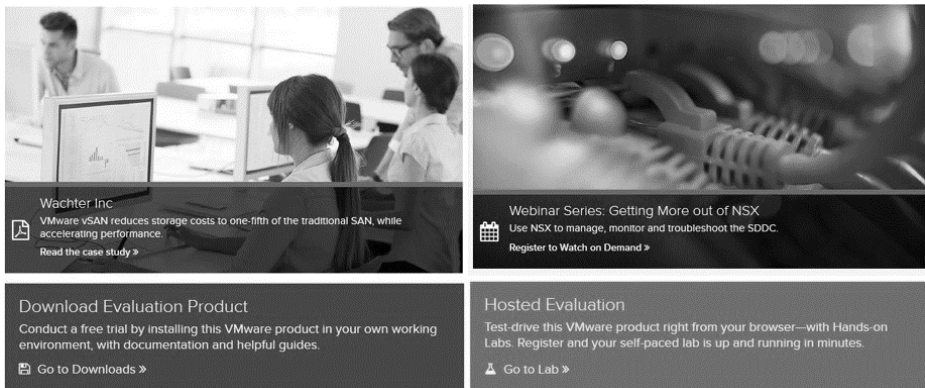 Wachter Inc
VMware vSAN reduces storage costs to one-fifth of the traditional SAN, while
accelerating performance.
Read the case study »
Webinar Series: Getting More out of NSX
Use NSX to manage, monitor and troubleshoot the SDDC.
Register to Watch on Demand »
Download Evaluation Product
Conduct a free trial by installing this VMware product in your own working
environment, with documentation and helpful guides.
Go to Downloads »
Hosted Evaluation
Test-drive this VMware product right from your browser—with Hands-on
Labs. Register and your self-paced lab is up and running in minutes.
Go to Lab »